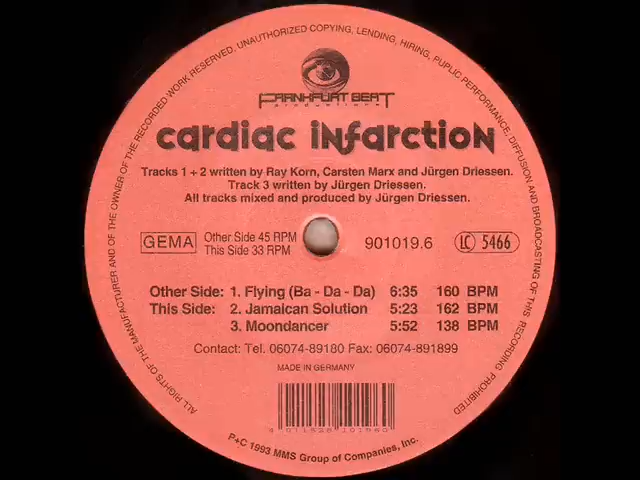 ALL RIGHTS OF THE MANUFACTURER AND OF THE OWNER OF THE RECORDED WORK RESERVED, UNAUTHORIZED COPYING, LENDING, HIRING, PUPLIC PERFORMANCE, DIFFUSION AND BROADCASTING OF THIS RECORDING PROHIBITED
FRANKFURT BEAT
productions
cardiac infarction
Tracks 1 + 2 written by Ray Korn, Carsten Marx and Jürgen Driessen.
Track 3 written by Jürgen Driessen.
All tracks mixed and produced by Jürgen Driessen.
GEMA Other Side 45 RPM 901019.6 LC 5466
This Side 33 RPM
Other Side: 1. Flying (Ba - Da - Da) 6:35 160 BPM
This Side: 2. Jamaican Solution 5:23 162 BPM
3. Moondancer 5:52 138 BPM
Contact: Tel. 06074-89180 Fax: 06074-891899
MADE IN GERMANY
P+C 1993 MMS Group of Companies, Inc.